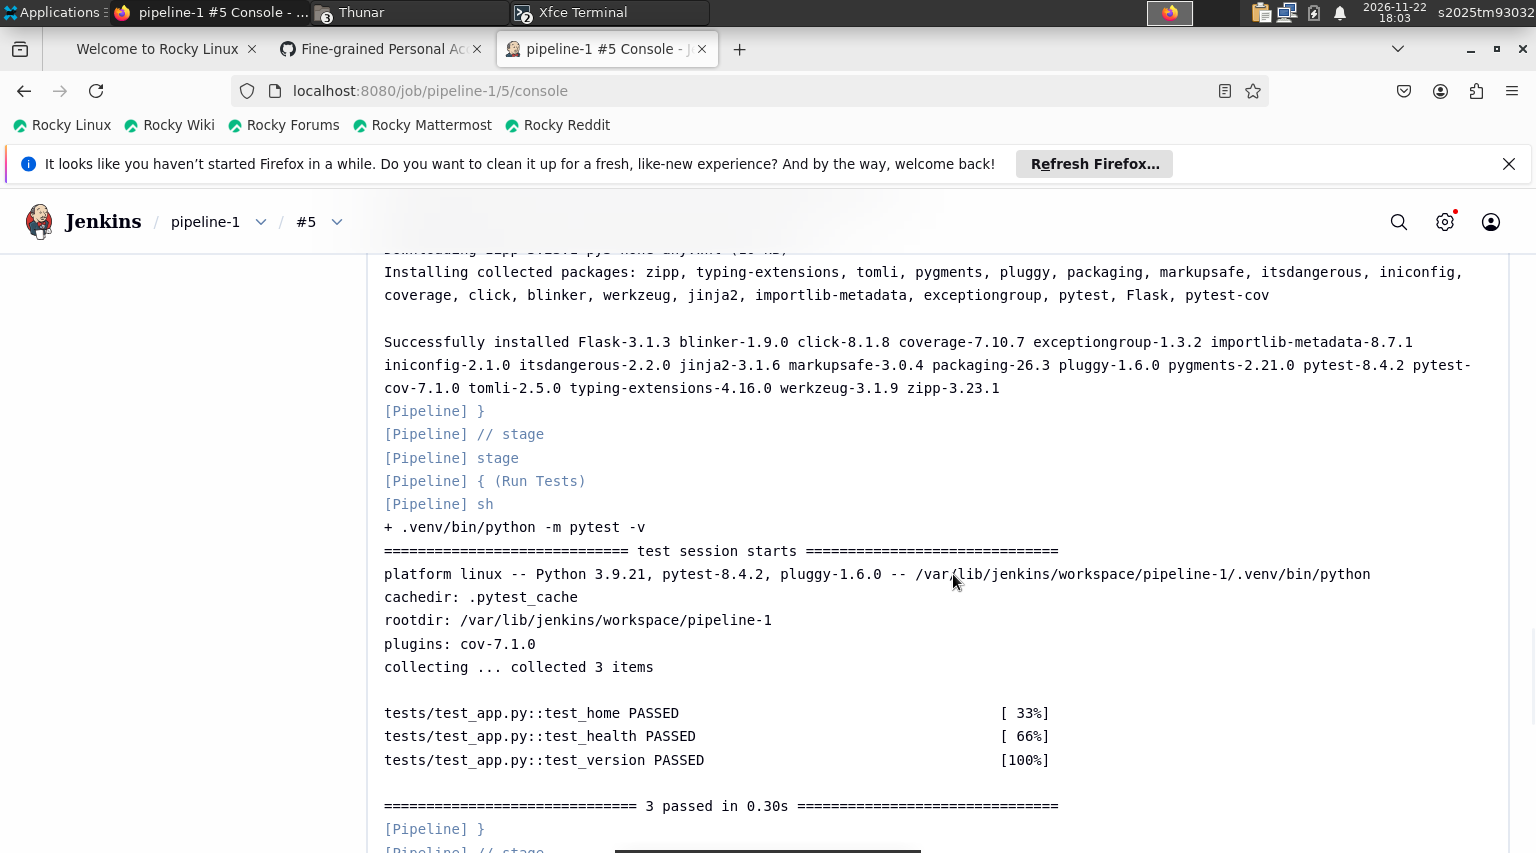 Applications
pipeline-1 #5 Console - ...
3 Thunar
2 Xfce Terminal
2026-11-22
18:03
s2025tm93032
Welcome to Rocky Linux
Fine-grained Personal Ac
pipeline-1 #5 Console - J
localhost:8080/job/pipeline-1/5/console
Rocky Linux Rocky Wiki Rocky Forums Rocky Mattermost Rocky Reddit
It looks like you haven’t started Firefox in a while. Do you want to clean it up for a fresh, like-new experience? And by the way, welcome back! Refresh Firefox…
Jenkins / pipeline-1 / #5
Installing collected packages: zipp, typing-extensions, tomli, pygments, pluggy, packaging, markupsafe, itsdangerous, iniconfig,
coverage, click, blinker, werkzeug, jinja2, importlib-metadata, exceptiongroup, pytest, Flask, pytest-cov
Successfully installed Flask-3.1.3 blinker-1.9.0 click-8.1.8 coverage-7.10.7 exceptiongroup-1.3.2 importlib-metadata-8.7.1
iniconfig-2.1.0 itsdangerous-2.2.0 jinja2-3.1.6 markupsafe-3.0.4 packaging-26.3 pluggy-1.6.0 pygments-2.21.0 pytest-8.4.2 pytest-
cov-7.1.0 tomli-2.5.0 typing-extensions-4.16.0 werkzeug-3.1.9 zipp-3.23.1
[Pipeline] }
[Pipeline] // stage
[Pipeline] stage
[Pipeline] { (Run Tests)
[Pipeline] sh
+ .venv/bin/python -m pytest -v
============================= test session starts ==============================
platform linux -- Python 3.9.21, pytest-8.4.2, pluggy-1.6.0 -- /var/lib/jenkins/workspace/pipeline-1/.venv/bin/python
cachedir: .pytest_cache
rootdir: /var/lib/jenkins/workspace/pipeline-1
plugins: cov-7.1.0
collecting ... collected 3 items
tests/test_app.py::test_home PASSED [ 33%]
tests/test_app.py::test_health PASSED [ 66%]
tests/test_app.py::test_version PASSED [100%]
============================== 3 passed in 0.30s ===============================
[Pipeline] }
[Pipeline] // stage